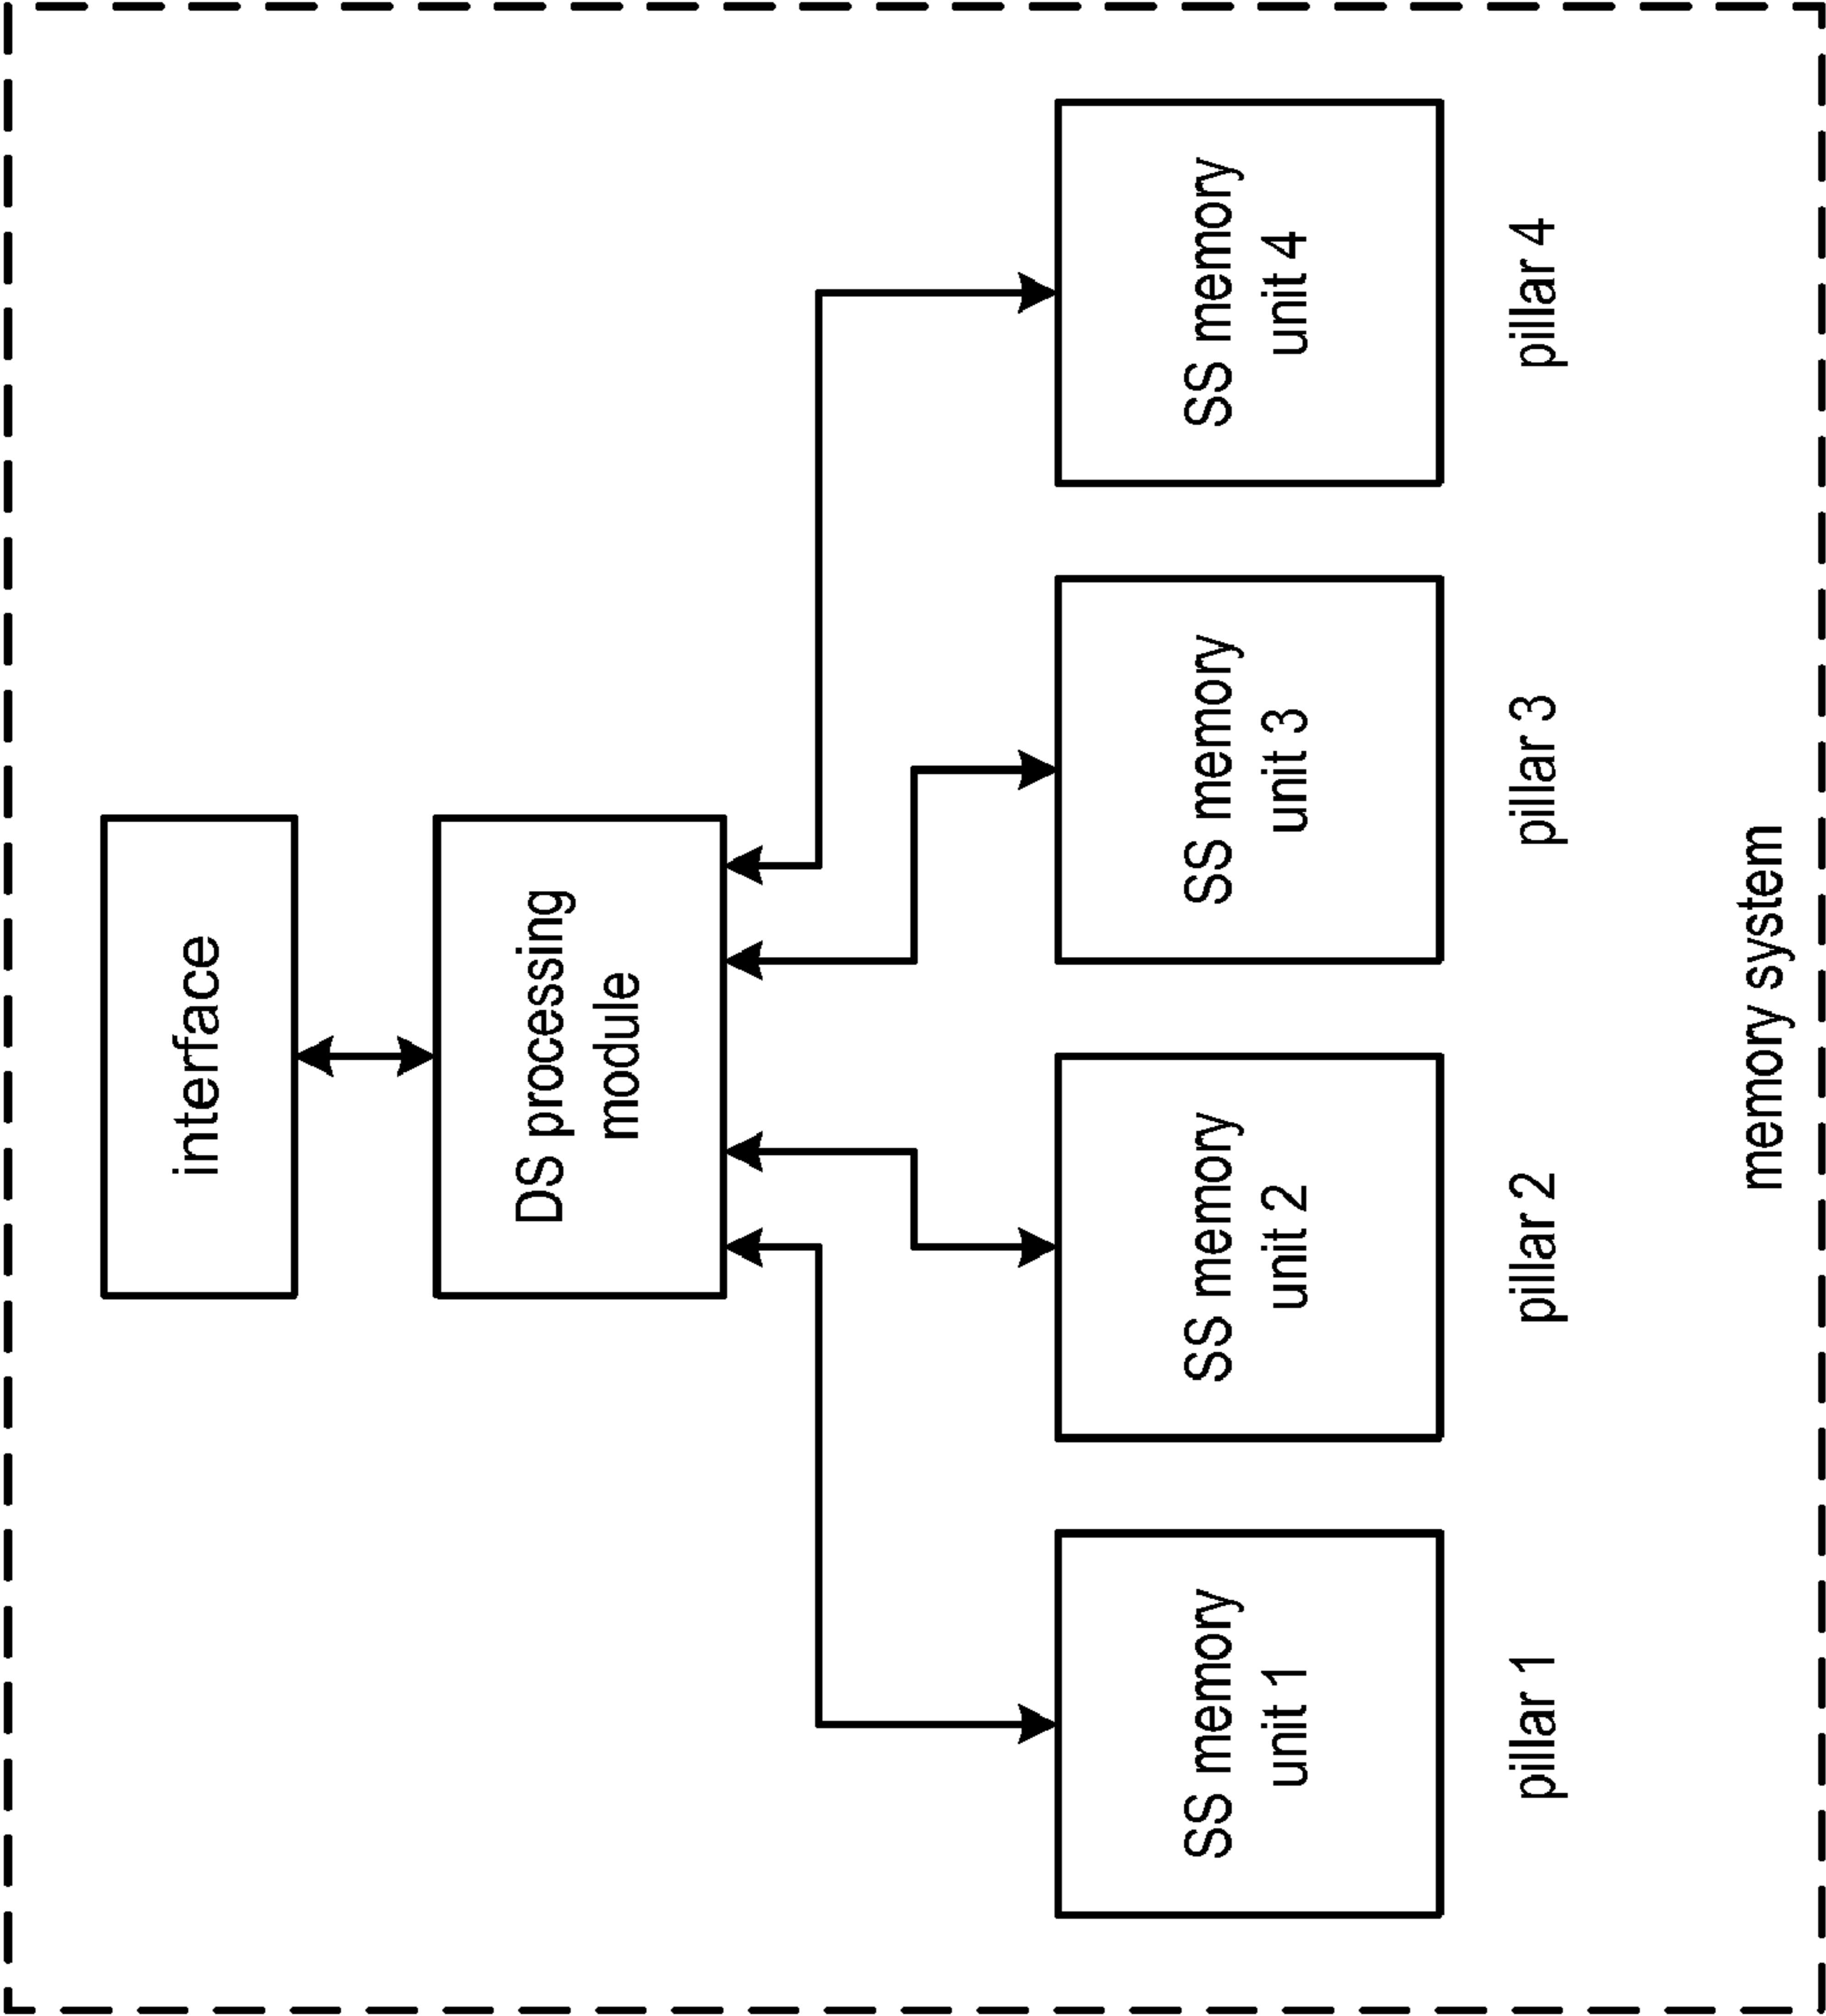 interface
DS processing
module
SS memory
unit 1
SS memory
unit 2
SS memory
unit 3
SS memory
unit 4
pillar 1
pillar 2
pillar 3
pillar 4
memory system